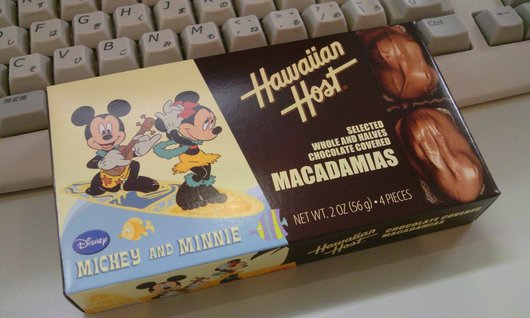 Hawaiian
Host®
SELECTED
WHOLE AND HALVES
CHOCOLATE COVERED
MACADAMIAS
NET WT. 2 OZ (56 g) • 4 PIECES
Disney
MICKEY AND MINNIE
Hawaiian
Host
CHOCOLATE COVERED
MACADAMIAS